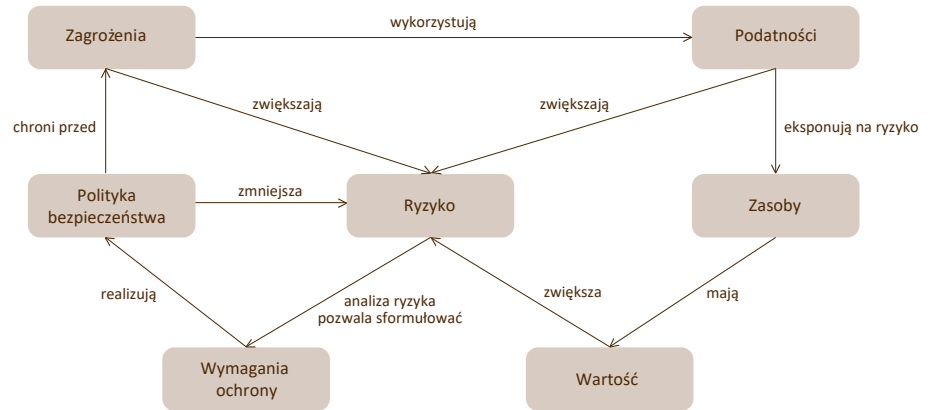 wykorzystują
Zagrożenia
Podatności
zwiększają
zwiększają
chroni przed
eksponują na ryzyko
Polityka
bezpieczeństwa
zmniejsza
Ryzyko
Zasoby
realizują
analiza ryzyka
pozwala sformułować
zwiększa
mają
Wymagania
ochrony
Wartość